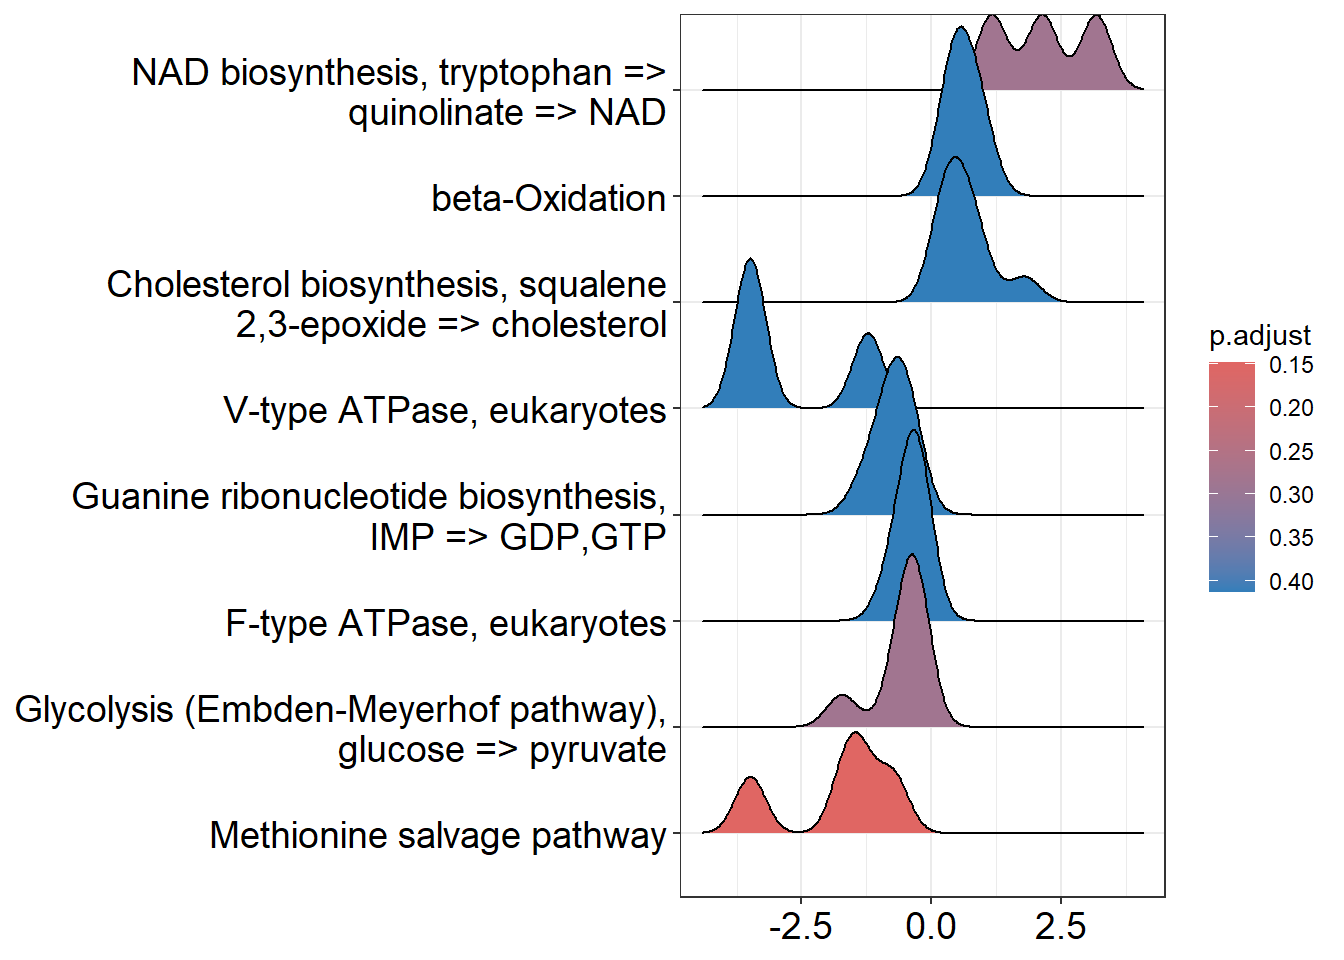 NAD biosynthesis, tryptophan =>
quinolinate => NAD
beta-Oxidation
Cholesterol biosynthesis, squalene
2,3-epoxide => cholesterol
V-type ATPase, eukaryotes
Guanine ribonucleotide biosynthesis,
IMP => GDP,GTP
F-type ATPase, eukaryotes
Glycolysis (Embden-Meyerhof pathway),
glucose => pyruvate
Methionine salvage pathway
-2.5 0.0 2.5
p.adjust
0.15
0.20
0.25
0.30
0.35
0.40